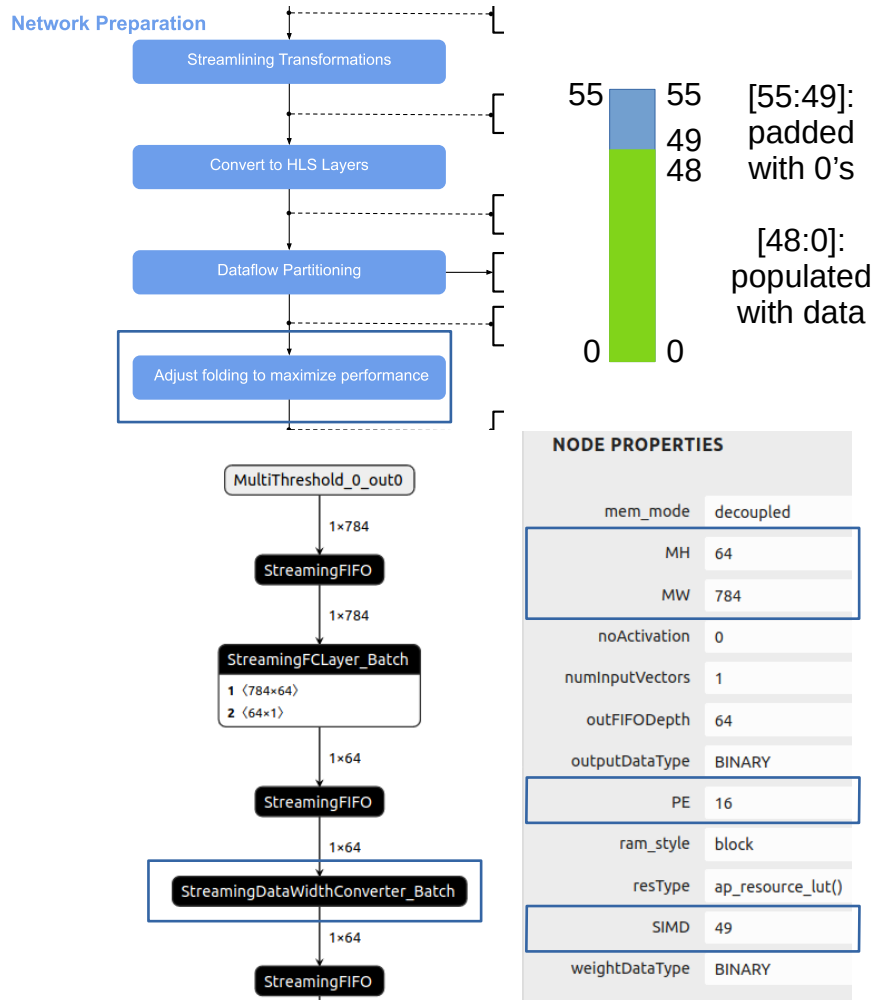 Network Preparation
Streamlining Transformations
Convert to HLS Layers
Dataflow Partitioning
Adjust folding to maximize performance
55
55
49
48
0
0
[55:49]:
padded
with 0's
[48:0]:
populated
with data
MultiThreshold_0_out0
1×784
StreamingFIFO
1×784
StreamingFCLayer_Batch
1 〈784×64〉
2 〈64×1〉
1×64
StreamingFIFO
1×64
StreamingDataWidthConverter_Batch
1×64
StreamingFIFO
NODE PROPERTIES
mem_mode decoupled
MH 64
MW 784
noActivation 0
numInputVectors 1
outFIFODepth 64
outputDataType BINARY
PE 16
ram_style block
resType ap_resource_lut()
SIMD 49
weightDataType BINARY